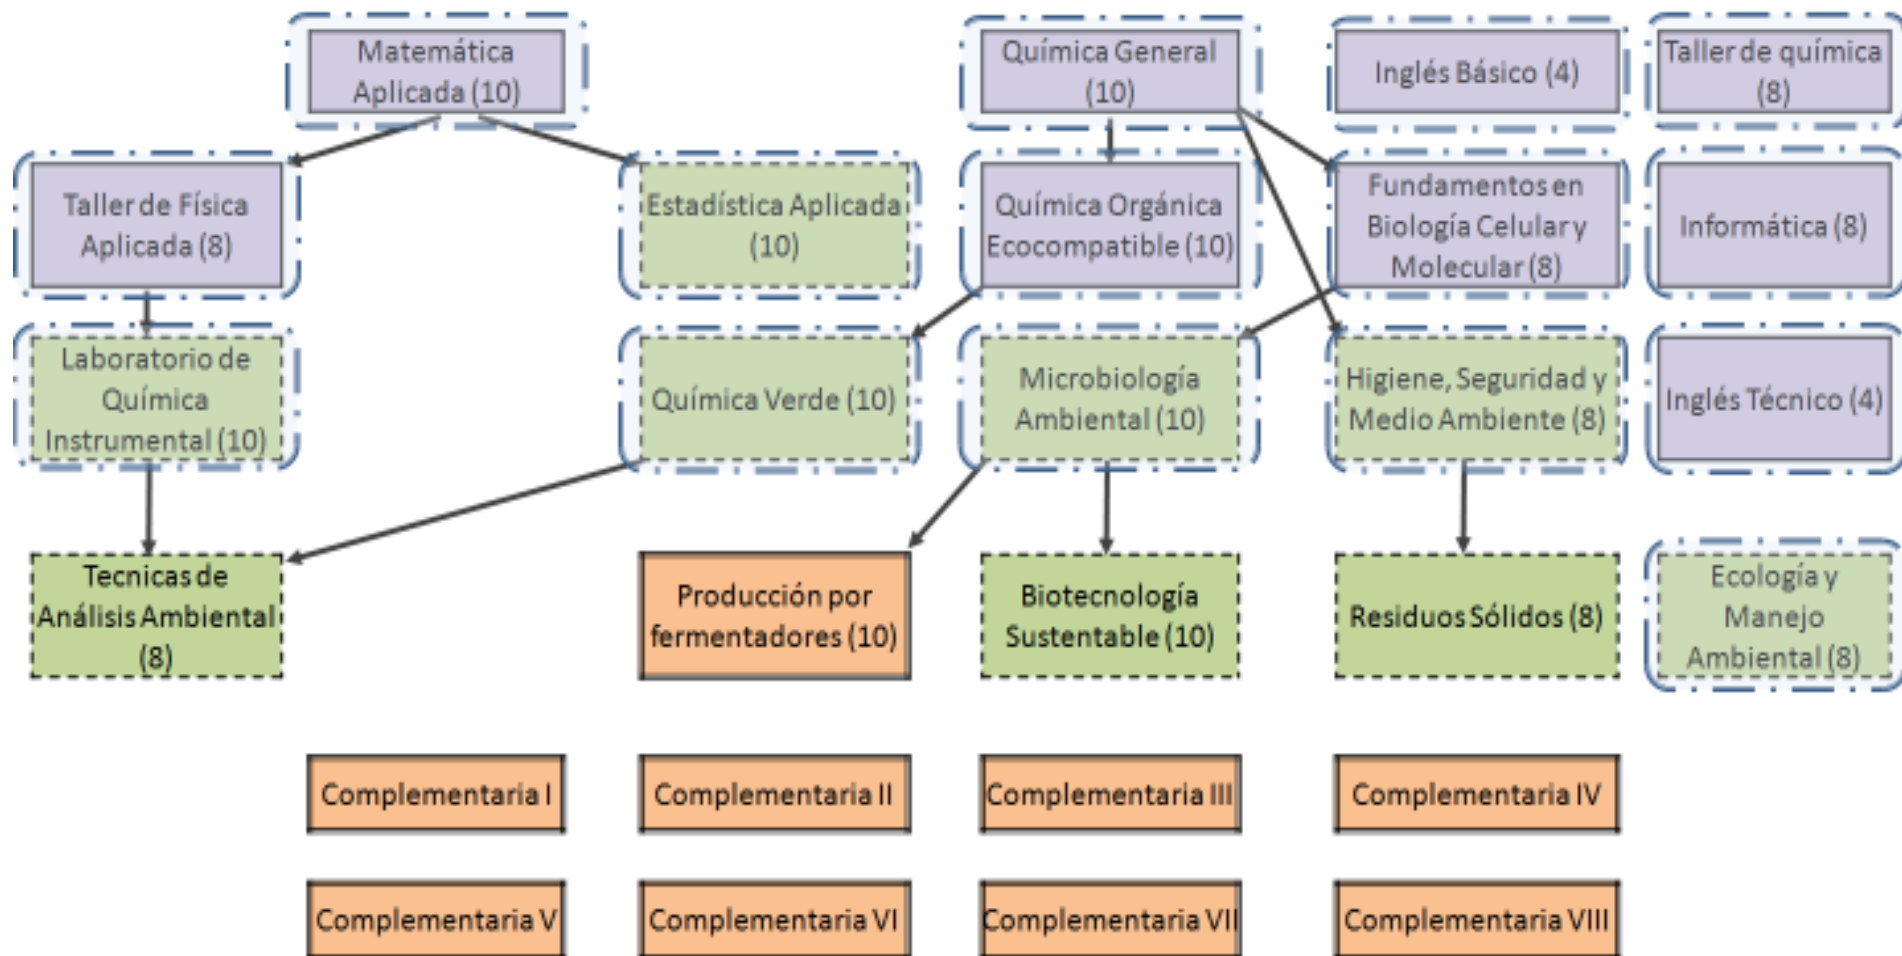 Matemática
Aplicada (10)
Química General
(10)
Inglés Básico (4)
Taller de química
(8)
Taller de Física
Aplicada (8)
Estadística Aplicada
(10)
Química Orgánica
Ecocompatible (10)
Fundamentos en
Biología Celular y
Molecular (8)
Informática (8)
Laboratorio de
Química
Instrumental (10)
Química Verde (10)
Microbiología
Ambiental (10)
Higiene, Seguridad y
Medio Ambiente (8)
Inglés Técnico (4)
Tecnicas de
Análisis Ambiental
(8)
Producción por
fermentadores (10)
Biotecnología
Sustentable (10)
Residuos Sólidos (8)
Ecología y
Manejo
Ambiental (8)
Complementaria I
Complementaria II
Complementaria III
Complementaria IV
Complementaria V
Complementaria VI
Complementaria VII
Complementaria VIII